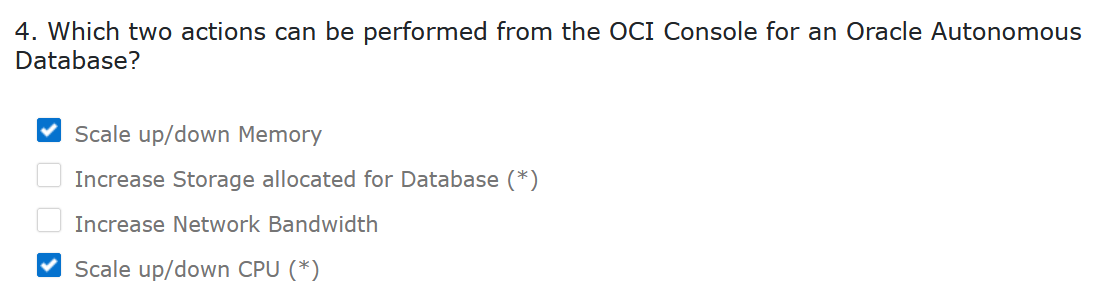 4. Which two actions can be performed from the OCI Console for an Oracle Autonomous
Database?
Scale up/down Memory
Increase Storage allocated for Database (*)
Increase Network Bandwidth
Scale up/down CPU (*)